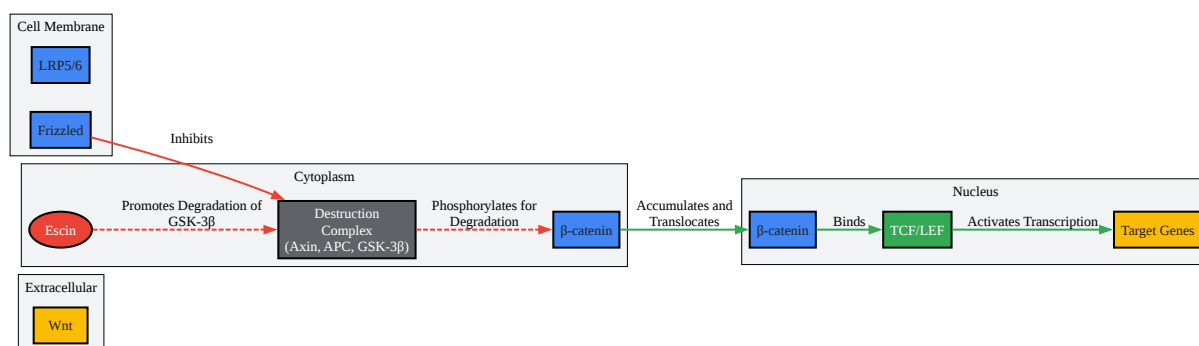 Cell Membrane
LRP5/6
Frizzled
Inhibits
Cytoplasm
Escin
Promotes Degradation of
GSK-3β
Destruction
Complex
(Axin, APC, GSK-3β)
Phosphorylates for
Degradation
β-catenin
Accumulates and
Translocates
Nucleus
β-catenin
Binds
TCF/LEF
Activates Transcription
Target Genes
Extracellular
Wnt